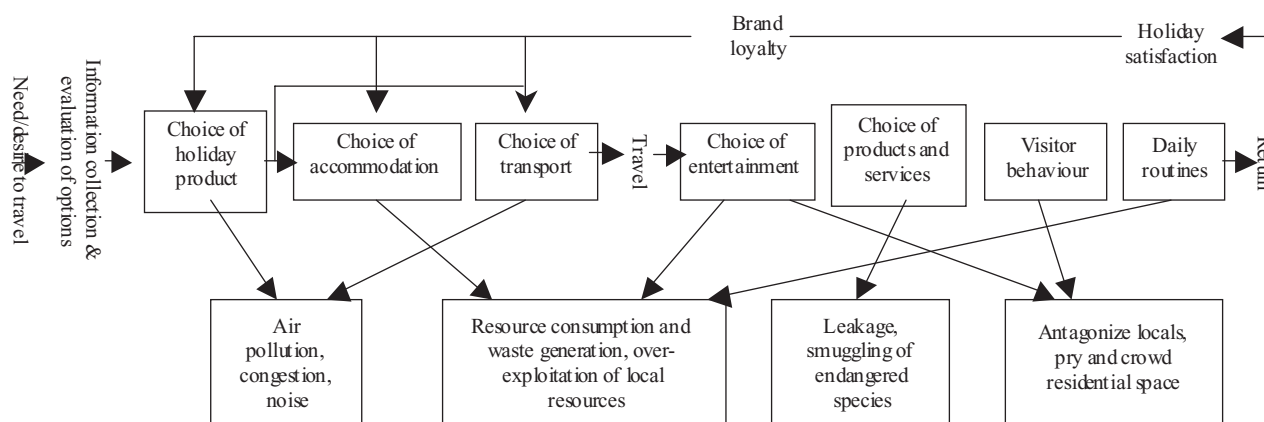 Brand
loyalty
Holiday
satisfaction
Need/desire to travel
Information collection &
evaluation of options
Choice of
holiday
product
Choice of
accommodation
Choice of
transport
Travel
Choice of
entertainment
Choice of
products and
services
Visitor
behaviour
Daily
routines
Return
Air
pollution,
congestion,
noise
Resource consumption and
waste generation, over-
exploitation of local
resources
Leakage,
smuggling of
endangered
species
Antagonize locals,
pry and crowd
residential space